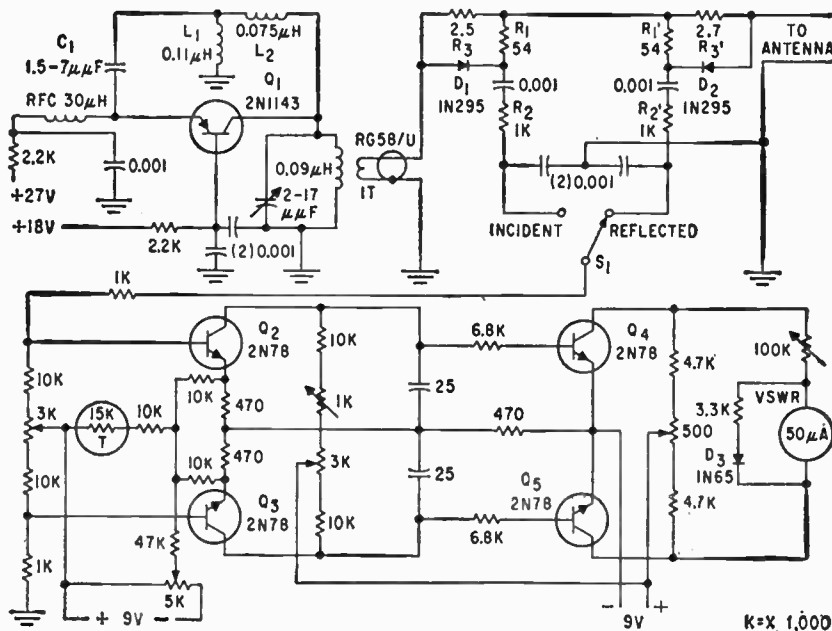 C1
1.5-7μμF
L1
0.11μH
0.075μH
L2
Q1
2N1143
RFC 30μH
2.2K
+27V
0.001
+18V
2.2K
(2)0.001
0.09μH
2-17
μμF
1T
RG58/U
2.5
R3
D1
1N295
R1
54
0.001
R2
1K
R1'
54
2.7
R3'
0.001
D2
1N295
R2'
1K
TO
ANTENNA
(2)0.001
INCIDENT
REFLECTED
S1
1K
Q2
2N78
10K
3K
15K
T
10K
10K
470
10K
470
10K
Q3
2N78
1K
47K
5K
+ 9V -
10K
1K
3K
10K
25
25
6.8K
470
6.8K
Q4
2N78
Q5
2N78
4.7K
500
4.7K
100K
VSWR
3.3K
D3
1N65
50μA
- +
9V
K=X 1,000